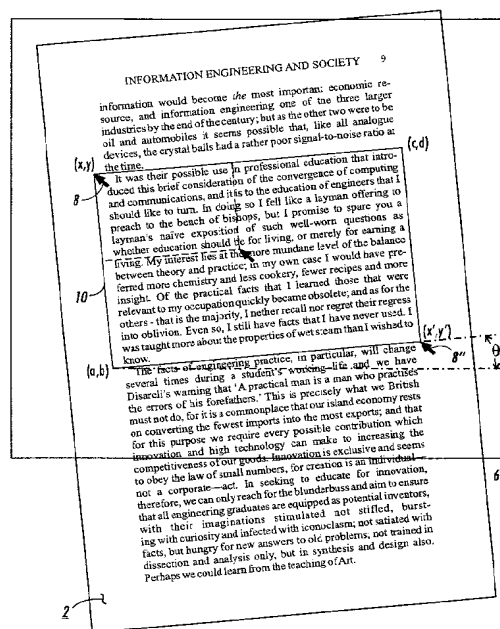 INFORMATION ENGINEERING AND SOCIETY 9
information would become the most important economic re-
source, and information engineering one of the three larger
industries by the end of the century; but as the other two were to be
oil and automobiles it seems possible that, like all analogue
devices, the crystal balls had a rather poor signal-to-noise ratio at
the time.
(x,y)
(c,d)
8
It was their possible use in professional education that intro-
duced this brief consideration of the convergence of computing
and communications, and it is to the education of engineers that I
should like to turn. In doing so I fell like a layman offering to
preach to the bench of bishops, but I promise to spare you a
layman's naïve exposition of such well-worn questions as
whether education should be for living, or merely for earning a
living. My interest lies at the more mundane level of the balance
10
between theory and practice; in my own case I would have pre-
ferred more chemistry and less cookery, fewer recipes and more
insight. Of the practical facts that I learned those that were
relevant to my occupation quickly became obsolete; and as for the
others - that is the majority, I nether recall nor regret their regress
into oblivion. Even so, I still have facts that I have never used. I
was taught more about the properties of wet steam than I wished to
know.
(x',y')
(a,b)
8"
θ
The facts of engineering practice, in particular, will change
several times during a student's working life and we have
Disareli's warning that 'A practical man is a man who practises
the errors of his forefathers.' This is precisely what we British
must not do, for it is a commonplace that our island economy rests
on converting the fewest imports into the most exports; and that
for this purpose we require every possible contribution which
innovation and high technology can make to increasing the
competitiveness of our goods. Innovation is exclusive and seems
to obey the law of small numbers, for creation is an individual—
6
not a corporate—act. In seeking to educate for innovation,
therefore, we can only reach for the blunderbuss and aim to ensure
that all engineering graduates are equipped as potential inventors,
with their imaginations stimulated not stifled, burst-
ing with curiosity and infected with iconoclasm; not satiated with
facts, but hungry for new answers to old problems, not trained in
dissection and analysis only, but in synthesis and design also.
Perhaps we could learn from the teaching of Art.
2